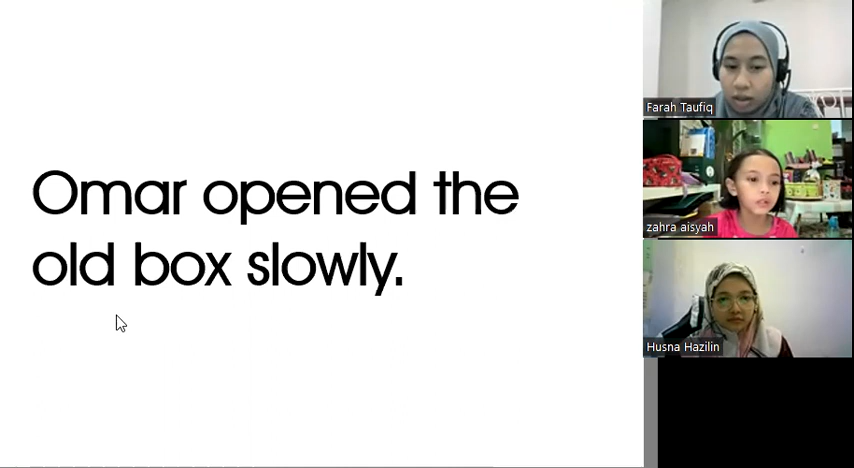 Omar opened the
old box slowly.
Farah Taufiq
zahra aisyah
Husna Hazilin